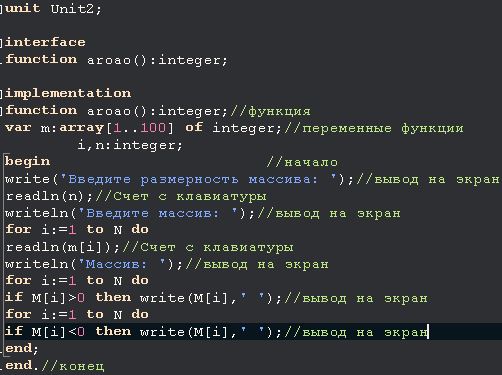 unit Unit2;
interface
function aroao():integer;
implementation
function aroao():integer;//функция
var m:array[1..100] of integer;//переменные функции
i,n:integer;
begin //начало
write('Введите размерность массива: ');//вывод на экран
readln(n);//Счет с клавиатуры
writeln('Введите массив: ');//вывод на экран
for i:=1 to N do
readln(m[i]);//Счет с клавиатуры
writeln('Массив: ');//вывод на экран
for i:=1 to N do
if M[i]>0 then write(M[i],' ');//вывод на экран
for i:=1 to N do
if M[i]<0 then write(M[i],' ');//вывод на экран
end;
end.//конец